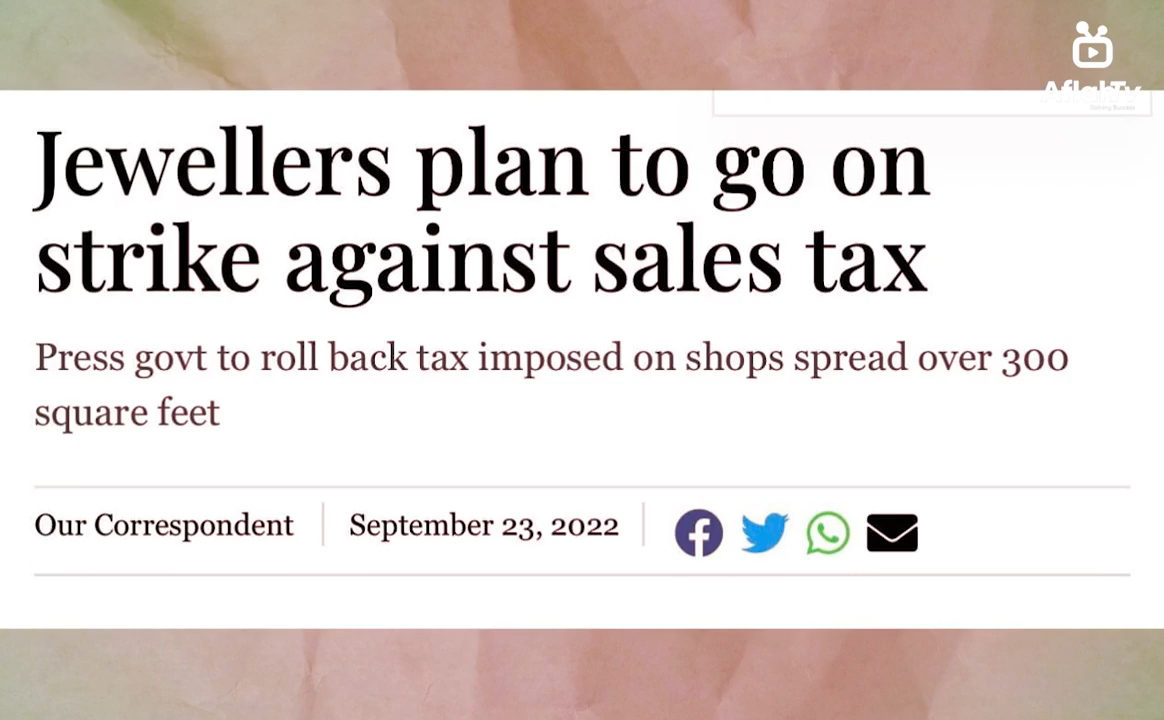 AflahTv
Jewellers plan to go on
strike against sales tax
Press govt to roll back tax imposed on shops spread over 300
square feet
Our Correspondent
September 23, 2022